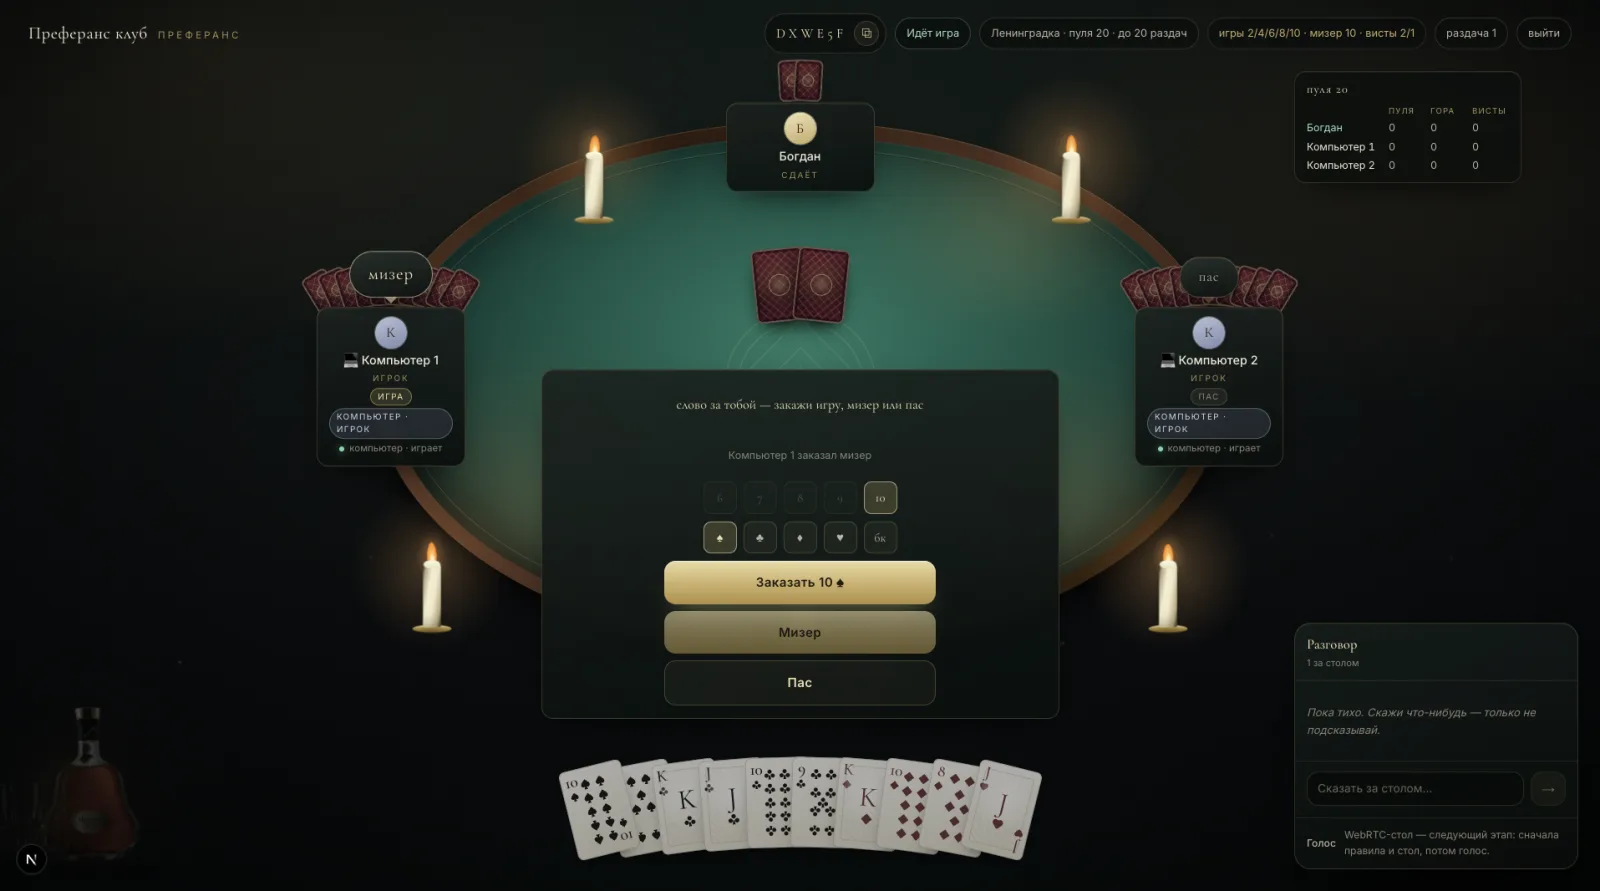 Преферанс клуб ПРЕФЕРАНС
DXWE5F
Идёт игра
Ленинградка · пуля 20 · до 20 раздач
игры 2/4/6/8/10 · мизер 10 · висты 2/1
раздача 1
выйти
пуля 20
ПУЛЯ ГОРА ВИСТЫ
Богдан 0 0 0
Компьютер 1 0 0 0
Компьютер 2 0 0 0
Б
Богдан
СДАЁТ
мизер
К
Компьютер 1
ИГРОК
ИГРА
КОМПЬЮТЕР ·
ИГРОК
компьютер · играет
пас
К
Компьютер 2
ИГРОК
ПАС
КОМПЬЮТЕР ·
ИГРОК
компьютер · играет
слово за тобой — закажи игру, мизер или пас
Компьютер 1 заказал мизер
6 7 8 9 10
♠ ♣ ♦ ♥ бк
Заказать 10 ♠
Мизер
Пас
Разговор
1 за столом
Пока тихо. Скажи что-нибудь — только не
подсказывай.
Сказать за столом... →
Голос
WebRTC-стол — следующий этап: сначала
правила и стол, потом голос.
10 K J 10 9 K 10 8 J
N